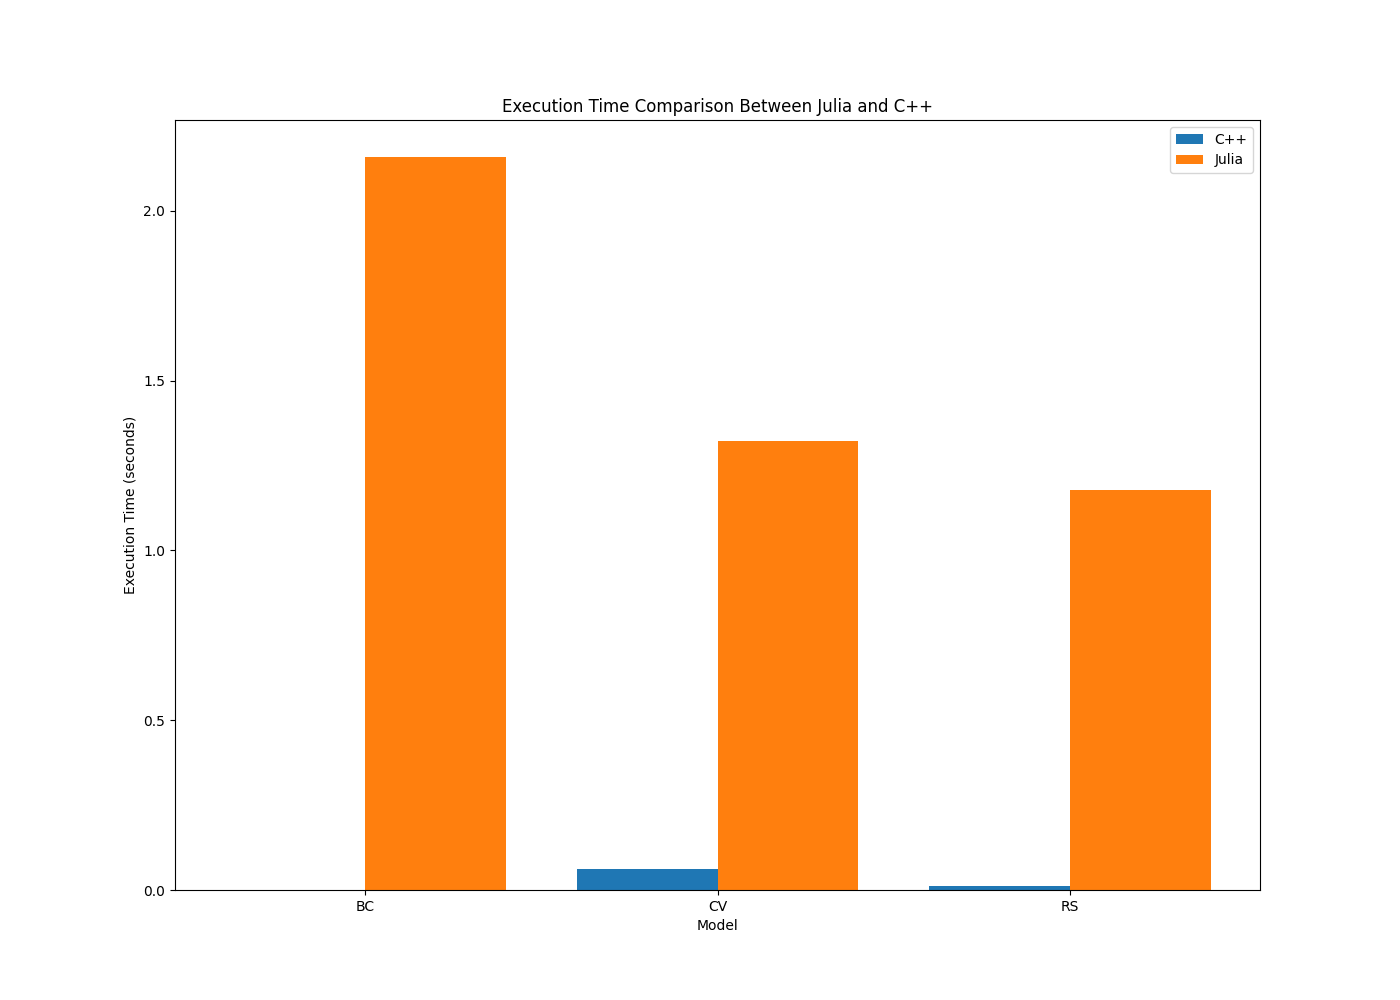 Execution Time Comparison Between Julia and C++
C++
Julia
2.0
1.5
1.0
0.5
0.0
Execution Time (seconds)
BC
CV
RS
Model